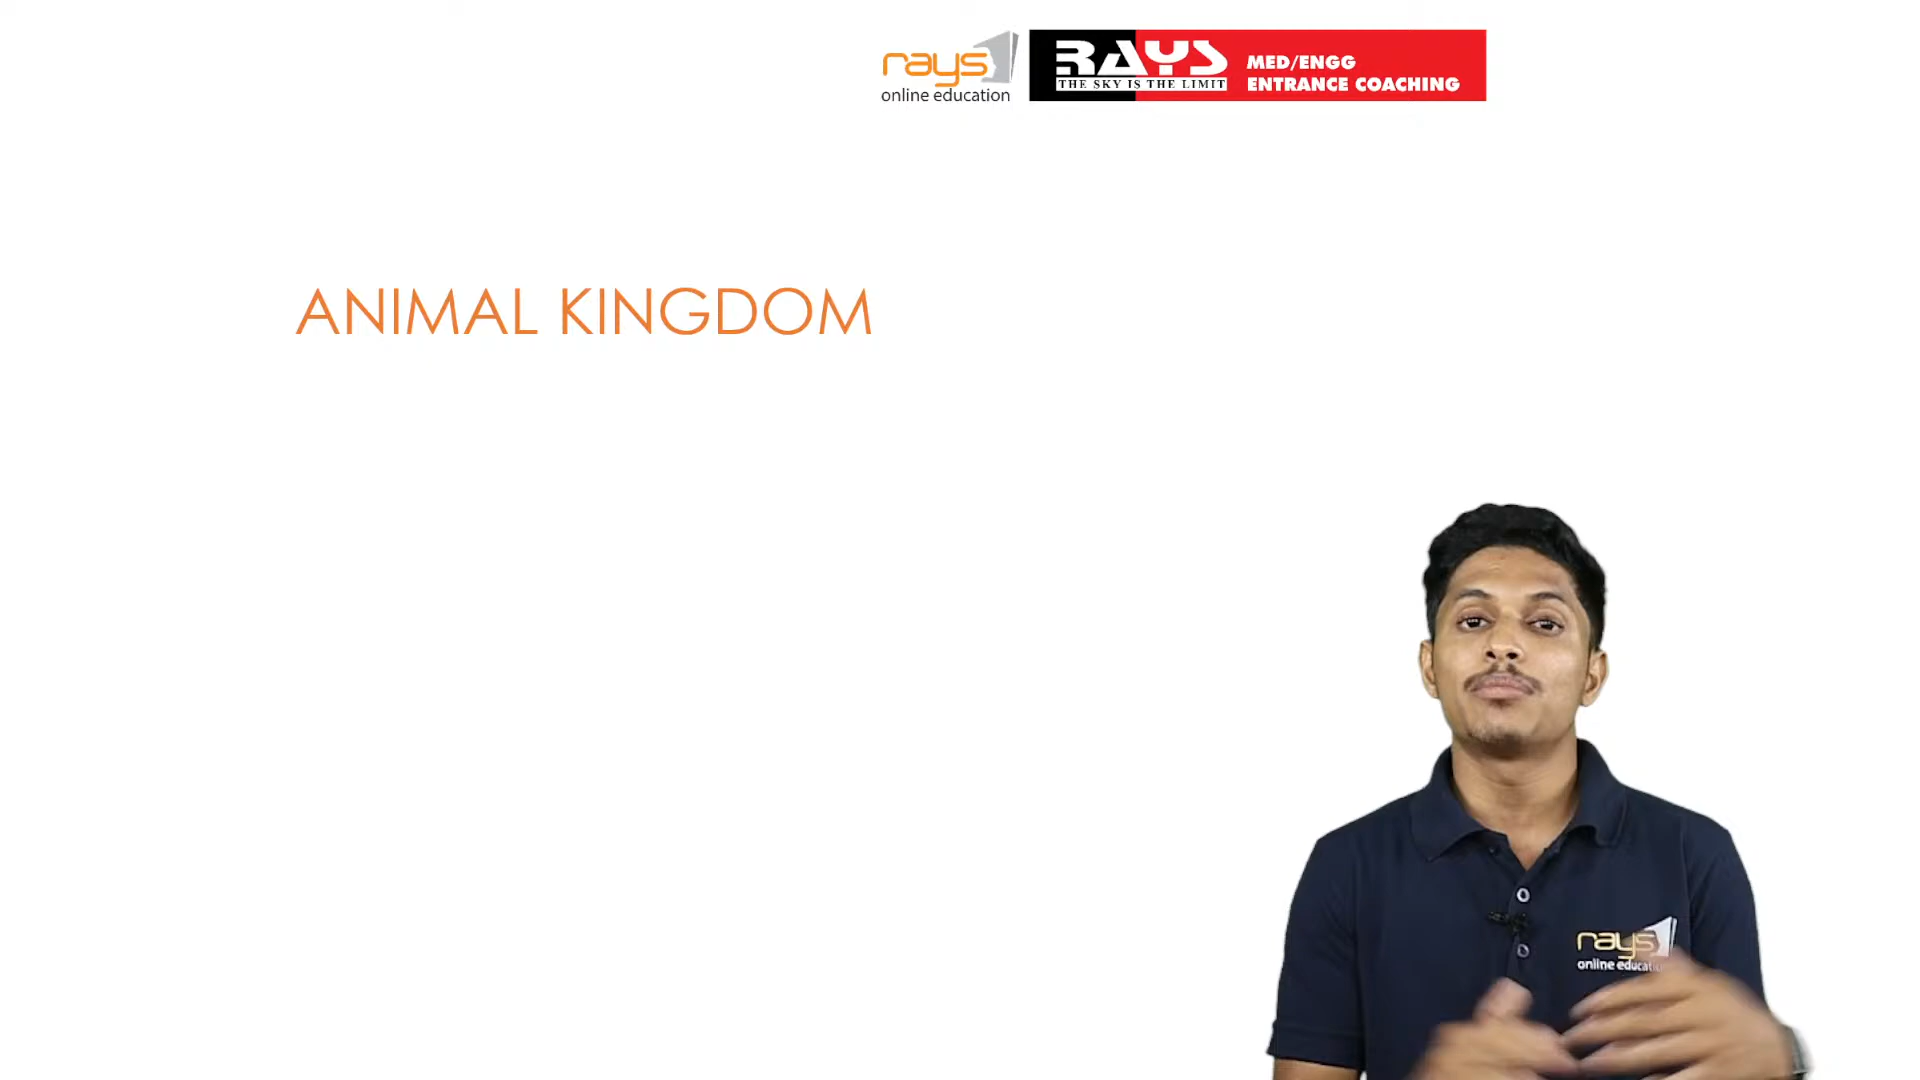 rays
online education
RAYS
THE SKY IS THE LIMIT
MED/ENGG
ENTRANCE COACHING
ANIMAL KINGDOM
rays
online education